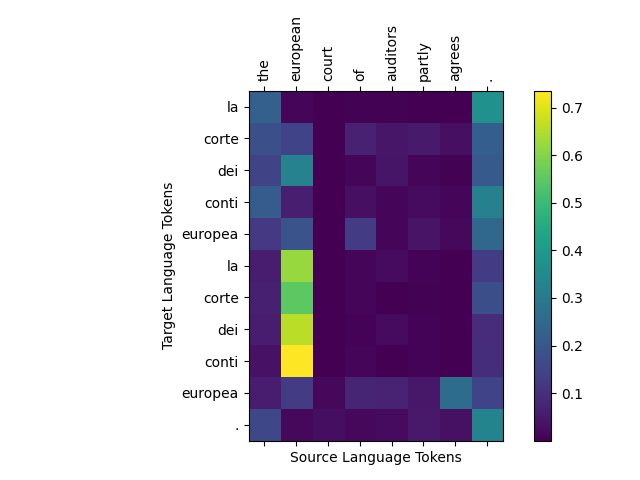 the european court of auditors partly agrees .
la
corte
dei
conti
europea
la
corte
dei
conti
europea
.
Target Language Tokens
Source Language Tokens
0.7
0.6
0.5
0.4
0.3
0.2
0.1